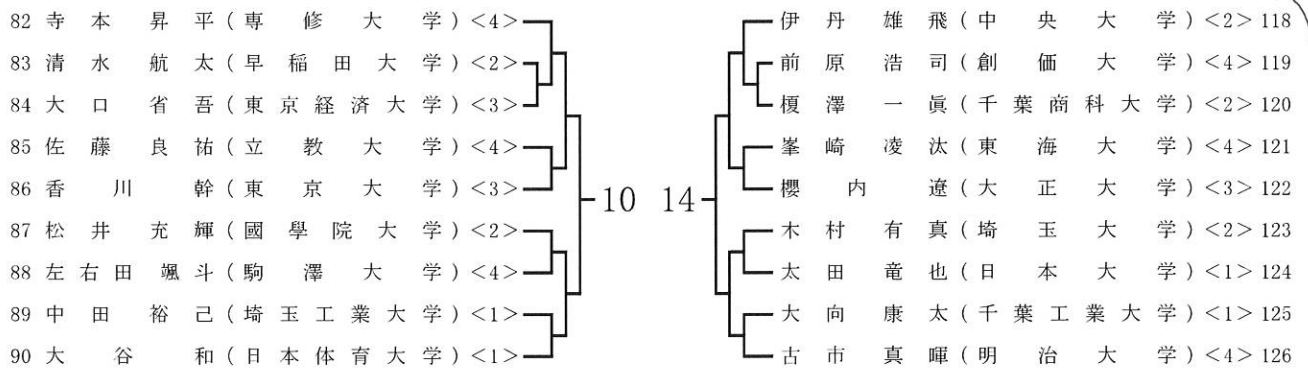 82 寺本 昇平(専修大学)<4>
83 清水 航太(早稲田大学)<2>
84 大口 省吾(東京経済大学)<3>
85 佐藤 良祐(立教大学)<4>
86 香川 幹(東京大学)<3>
87 松井 充輝(國學院大学)<2>
88 左右田 颯斗(駒澤大学)<4>
89 中田 裕己(埼玉工業大学)<1>
90 大谷 和(日本体育大学)<1>
10
14
伊丹 雄飛(中央大学)<2> 118
前原 浩司(創価大学)<4> 119
榎澤 一眞(千葉商科大学)<2> 120
峯崎 凌汰(東海大学)<4> 121
櫻内 遼(大正大学)<3> 122
木村 有真(埼玉大学)<2> 123
太田 竜也(日本大学)<1> 124
大向 康太(千葉工業大学)<1> 125
古市 真暉(明治大学)<4> 126